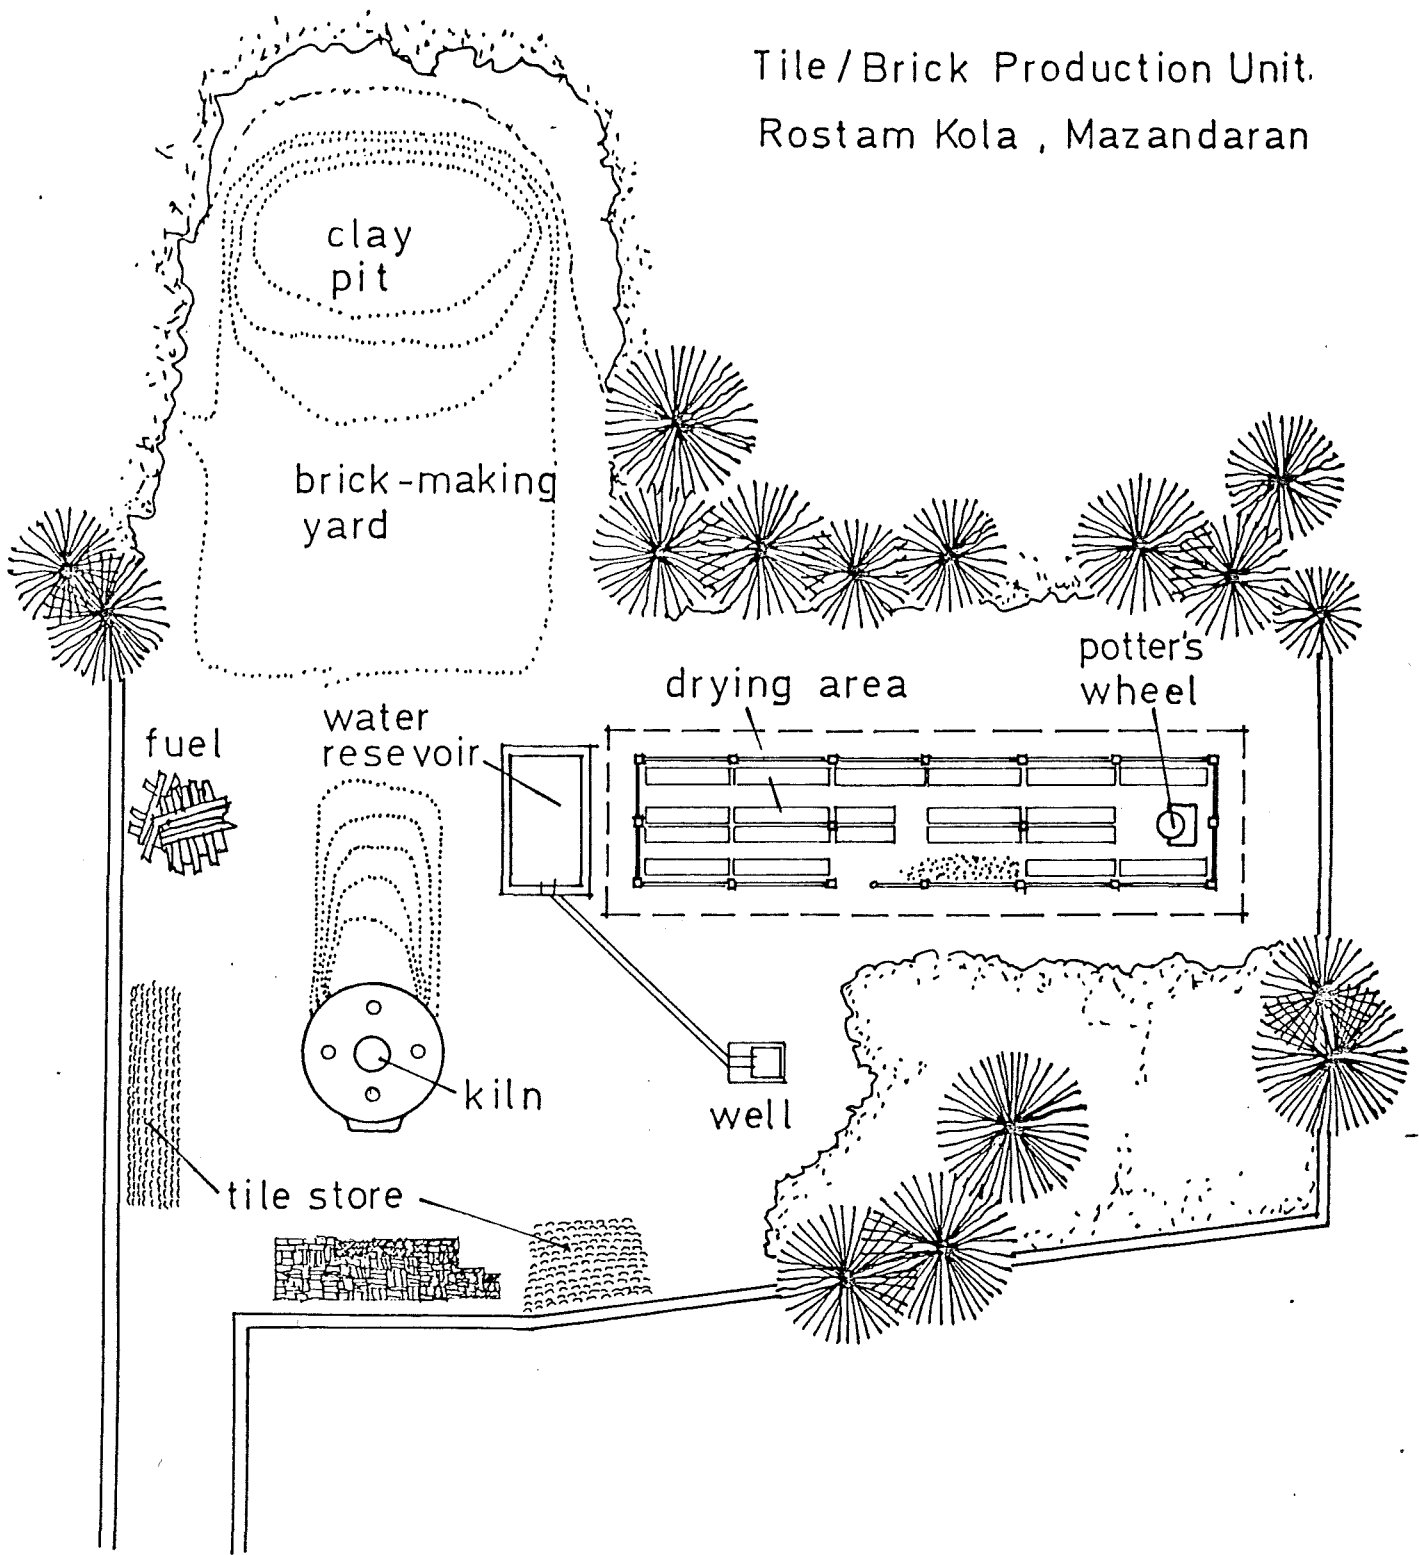 Tile/Brick Production Unit.
Rostam Kola, Mazandaran
clay
pit
brick-making
yard
potter's
wheel
drying area
water
resevoir
fuel
kiln
well
tile store